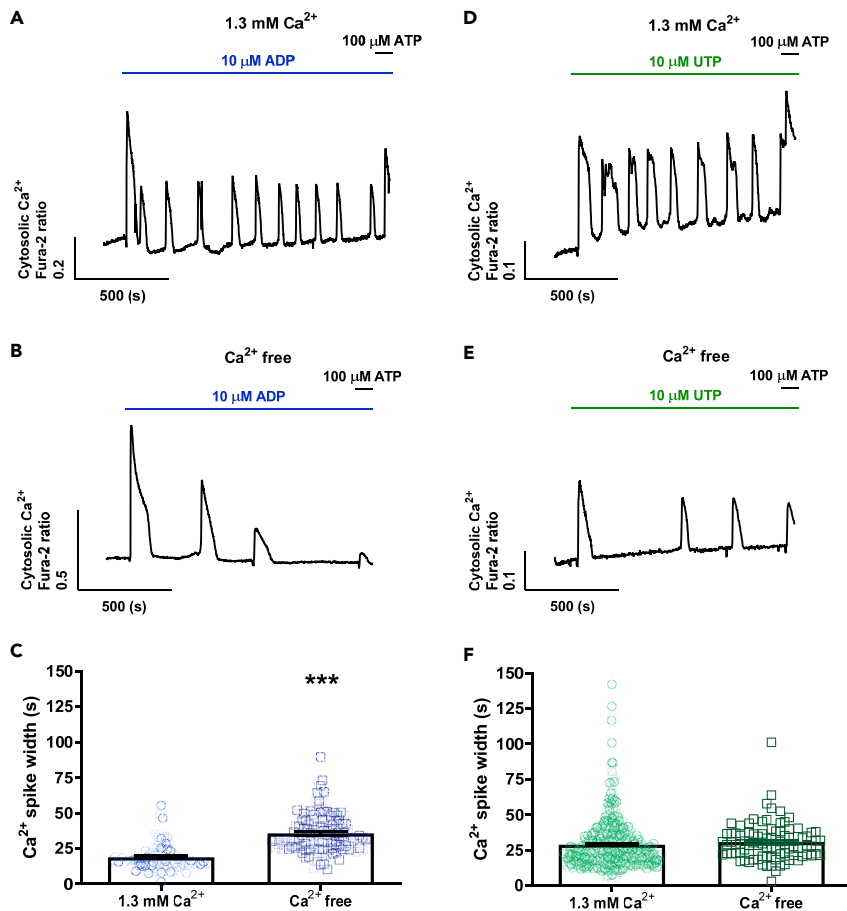 A
1.3 mM Ca²⁺
100 μM ATP
10 μM ADP
Cytosolic Ca²⁺
Fura-2 ratio
0.2
500 (s)
B
Ca²⁺ free
100 μM ATP
10 μM ADP
Cytosolic Ca²⁺
Fura-2 ratio
0.5
500 (s)
C
***
Ca²⁺ spike width (s)
150
125
100
75
50
25
0
1.3 mM Ca²⁺
Ca²⁺ free
D
1.3 mM Ca²⁺
100 μM ATP
10 μM UTP
Cytosolic Ca²⁺
Fura-2 ratio
0.1
500 (s)
E
Ca²⁺ free
100 μM ATP
10 μM UTP
Cytosolic Ca²⁺
Fura-2 ratio
0.1
500 (s)
F
Ca²⁺ spike width (s)
150
125
100
75
50
25
0
1.3 mM Ca²⁺
Ca²⁺ free